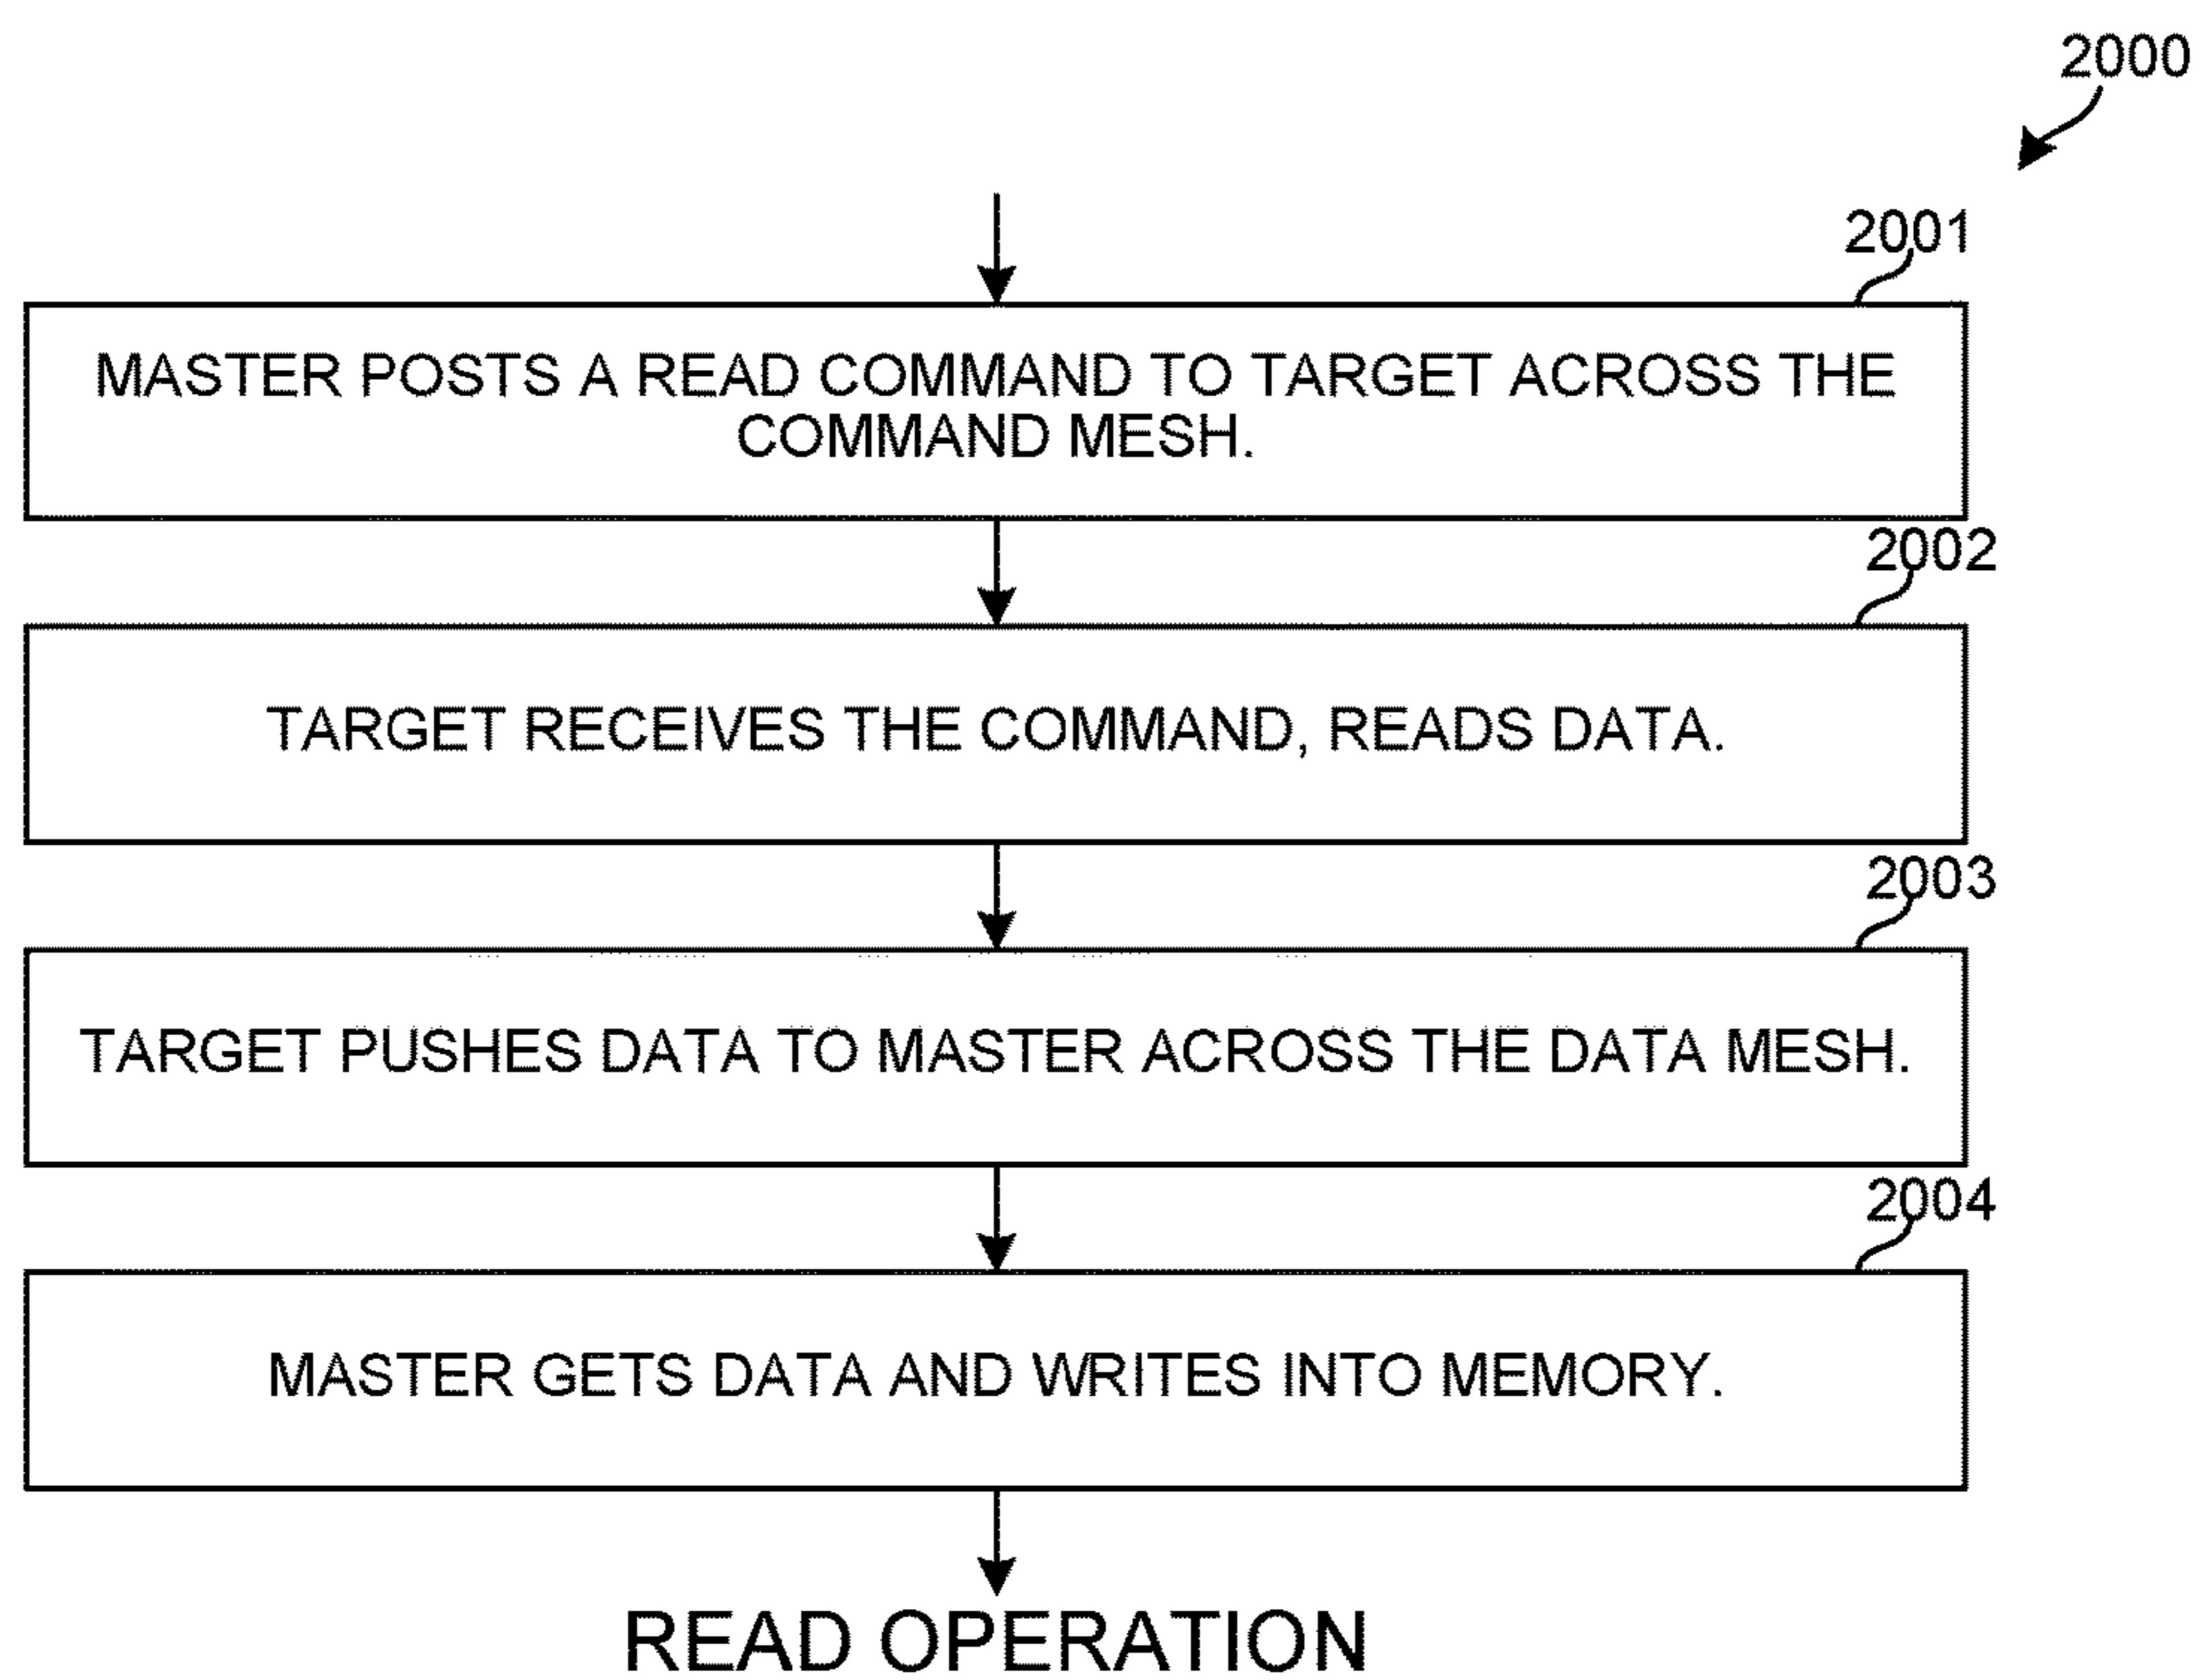 2000
2001
MASTER POSTS A READ COMMAND TO TARGET ACROSS THE
COMMAND MESH.
2002
TARGET RECEIVES THE COMMAND, READS DATA.
2003
TARGET PUSHES DATA TO MASTER ACROSS THE DATA MESH.
2004
MASTER GETS DATA AND WRITES INTO MEMORY.
READ OPERATION